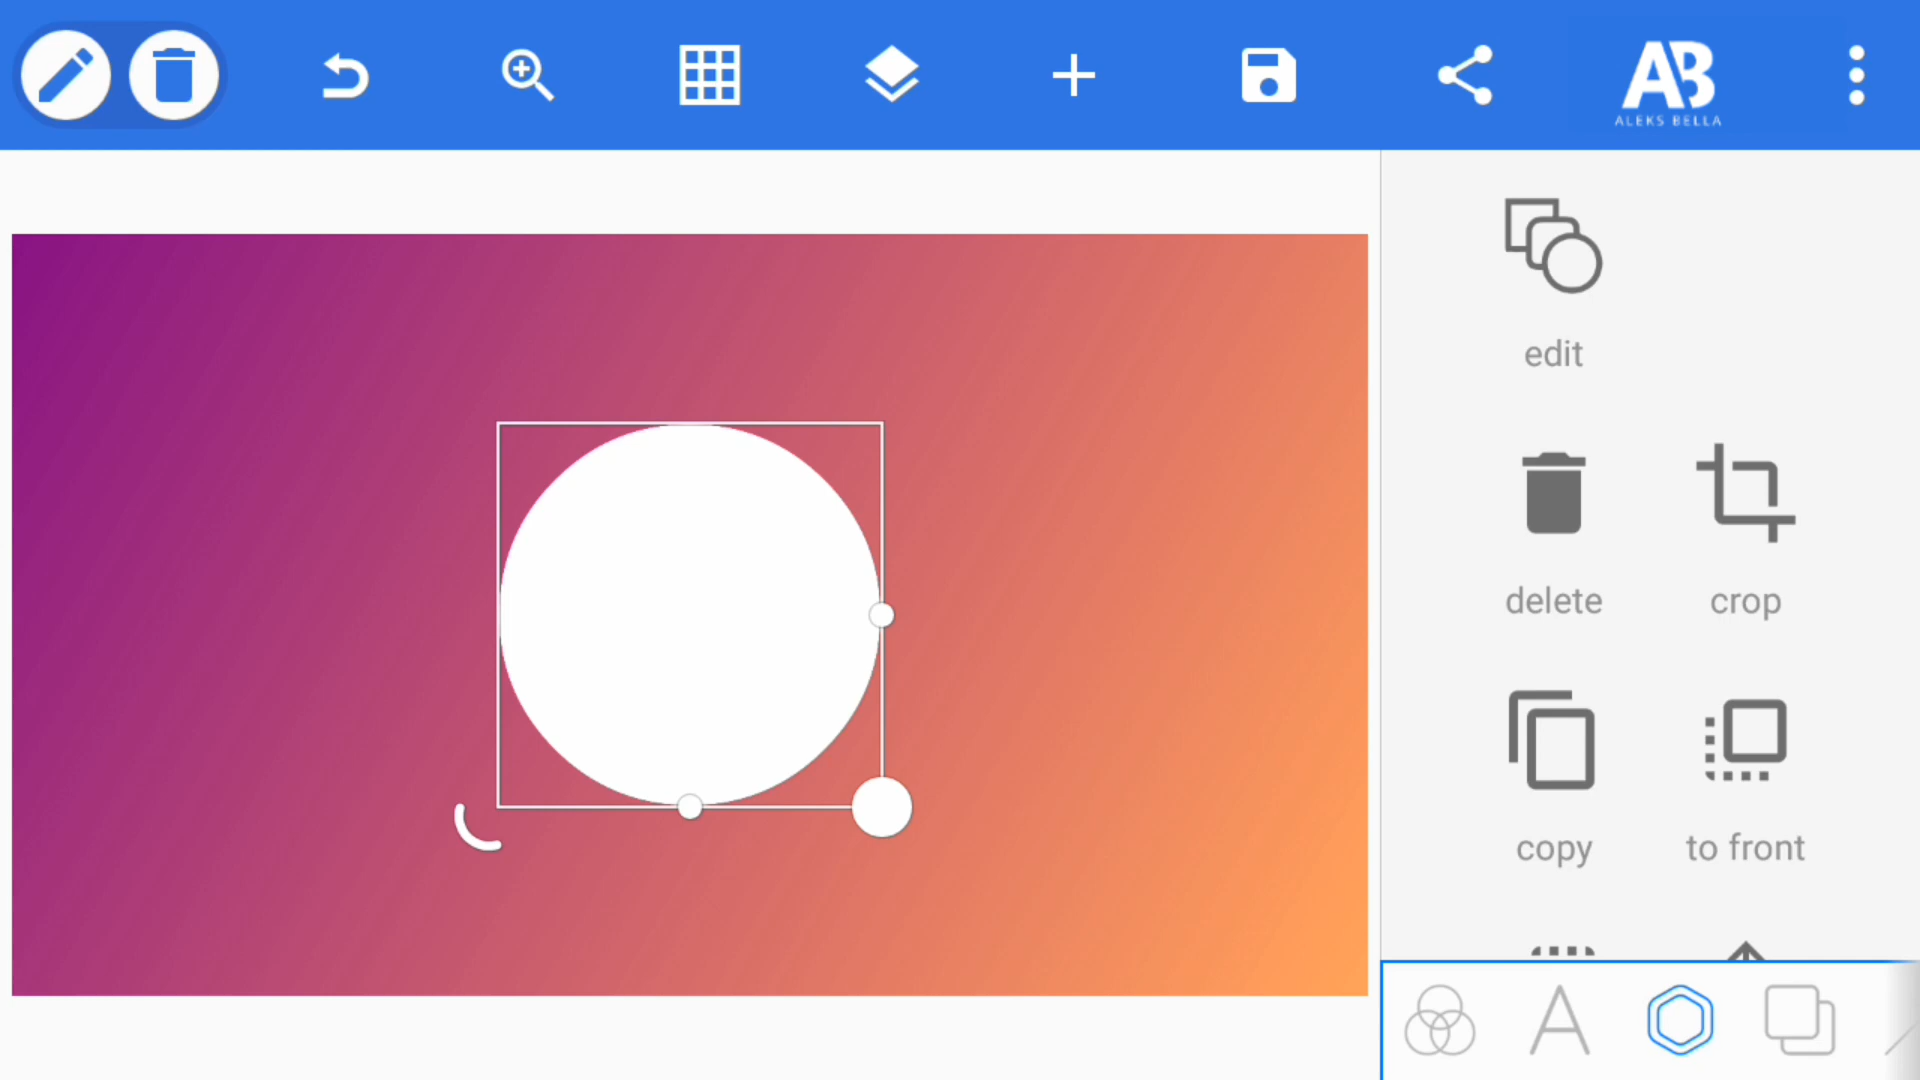 AB
ALEKS BELLA
edit
delete
crop
copy
to front
A